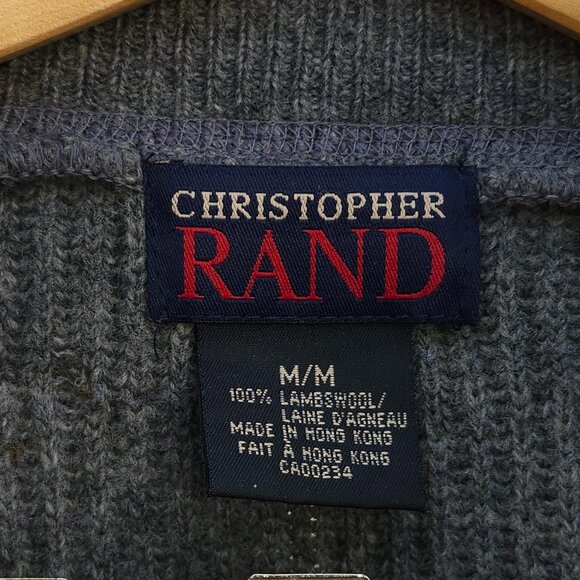 CHRISTOPHER
RAND
M/M
100% LAMBSWOOL/
LAINE D'AGNEAU
MADE IN HONG KONG
FAIT À HONG KONG
CA00234